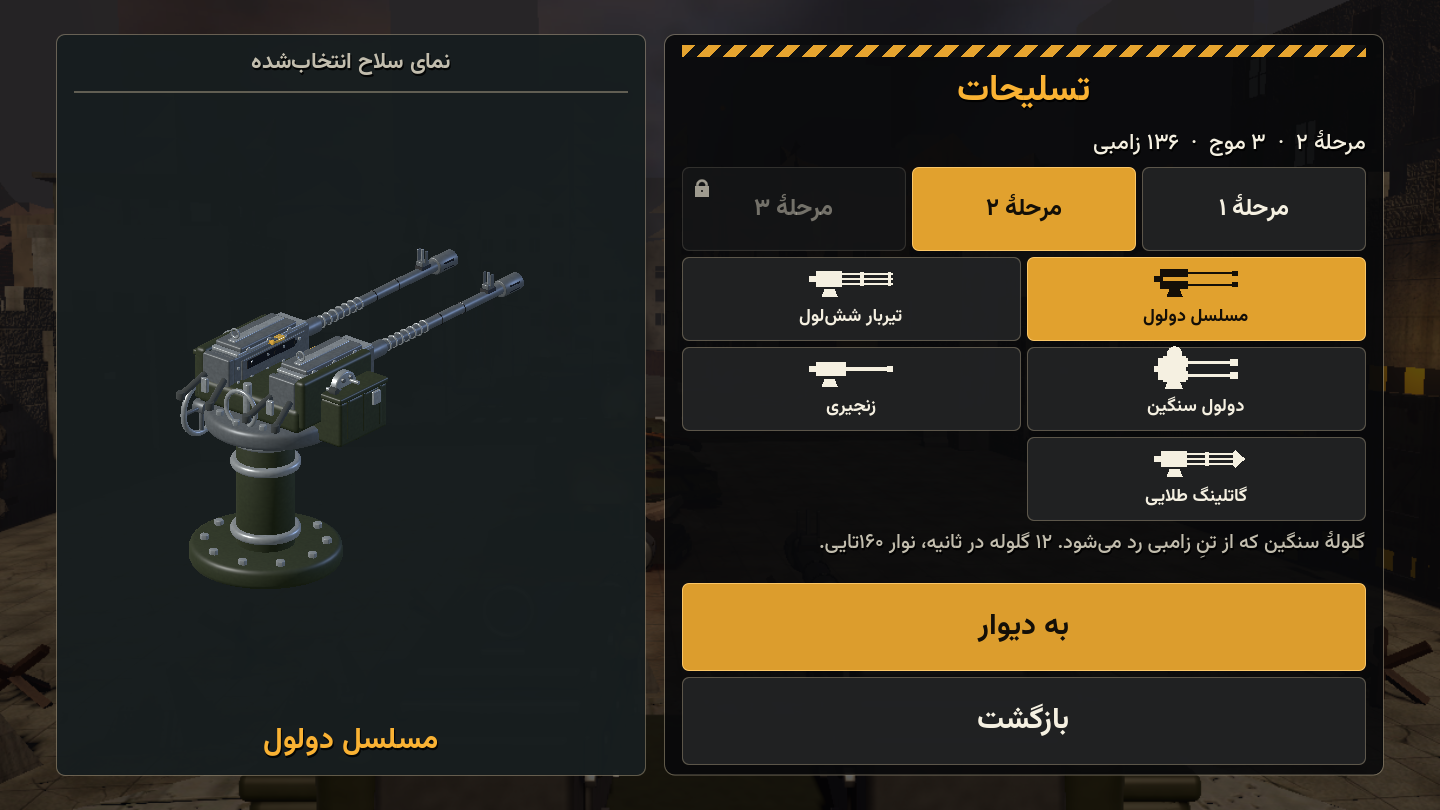 تسلیحات
مرحلهٔ ۲ · ۳ موج · ۱۳۶ زامبی
مرحلهٔ ۱
مرحلهٔ ۲
مرحلهٔ ۳
مسلسل دولول
تیربار شش‌لول
دولول سنگین
زنجیری
گاتلینگ طلایی
گلولهٔ سنگین که از تنِ زامبی رد می‌شود. ۱۲ گلوله در ثانیه، نوار ۱۶۰تایی.
به دیوار
بازگشت
نمای سلاح انتخاب‌شده
مسلسل دولول